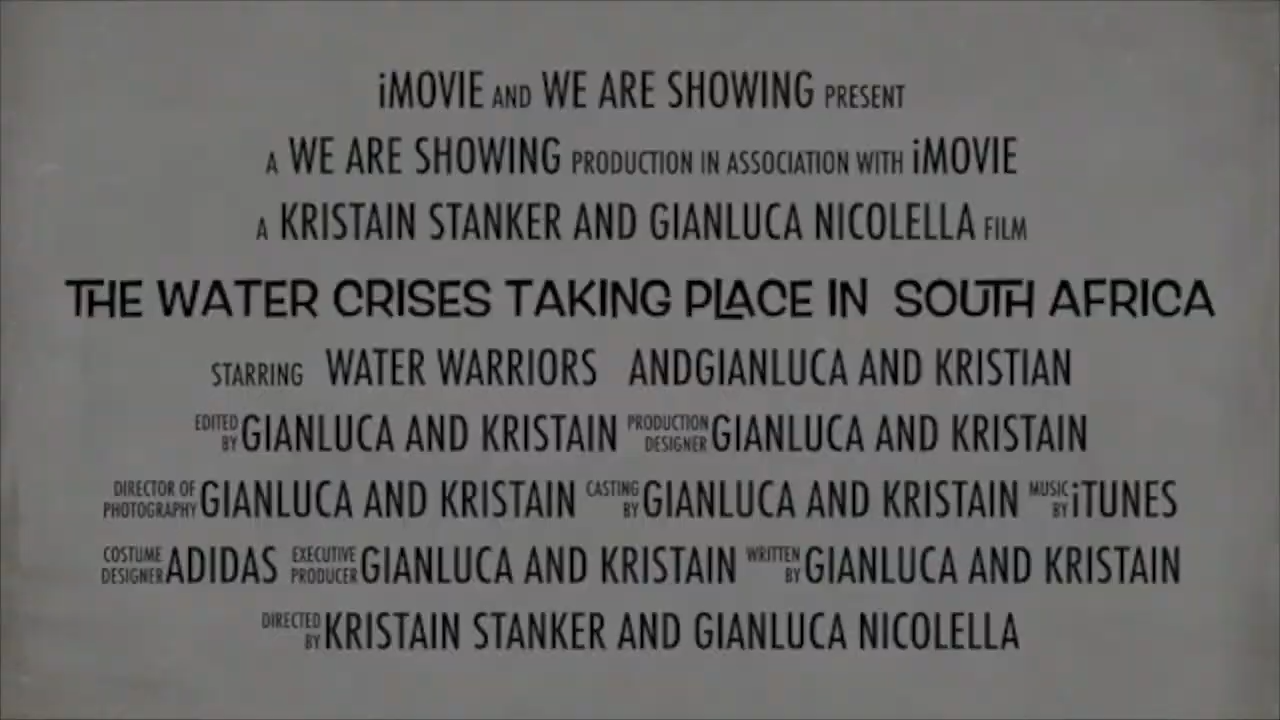 iMOVIE AND WE ARE SHOWING PRESENT
A WE ARE SHOWING PRODUCTION IN ASSOCIATION WITH iMOVIE
A KRISTAIN STANKER AND GIANLUCA NICOLELLA FILM
THE WATER CRISES TAKING PLACE IN SOUTH AFRICA
STARRING WATER WARRIORS ANDGIANLUCA AND KRISTIAN
EDITED BY GIANLUCA AND KRISTAIN PRODUCTION DESIGNER GIANLUCA AND KRISTAIN
DIRECTOR OF PHOTOGRAPHY GIANLUCA AND KRISTAIN CASTING BY GIANLUCA AND KRISTAIN MUSIC BY iTUNES
COSTUME DESIGNER ADIDAS EXECUTIVE PRODUCER GIANLUCA AND KRISTAIN WRITTEN BY GIANLUCA AND KRISTAIN
DIRECTED BY KRISTAIN STANKER AND GIANLUCA NICOLELLA